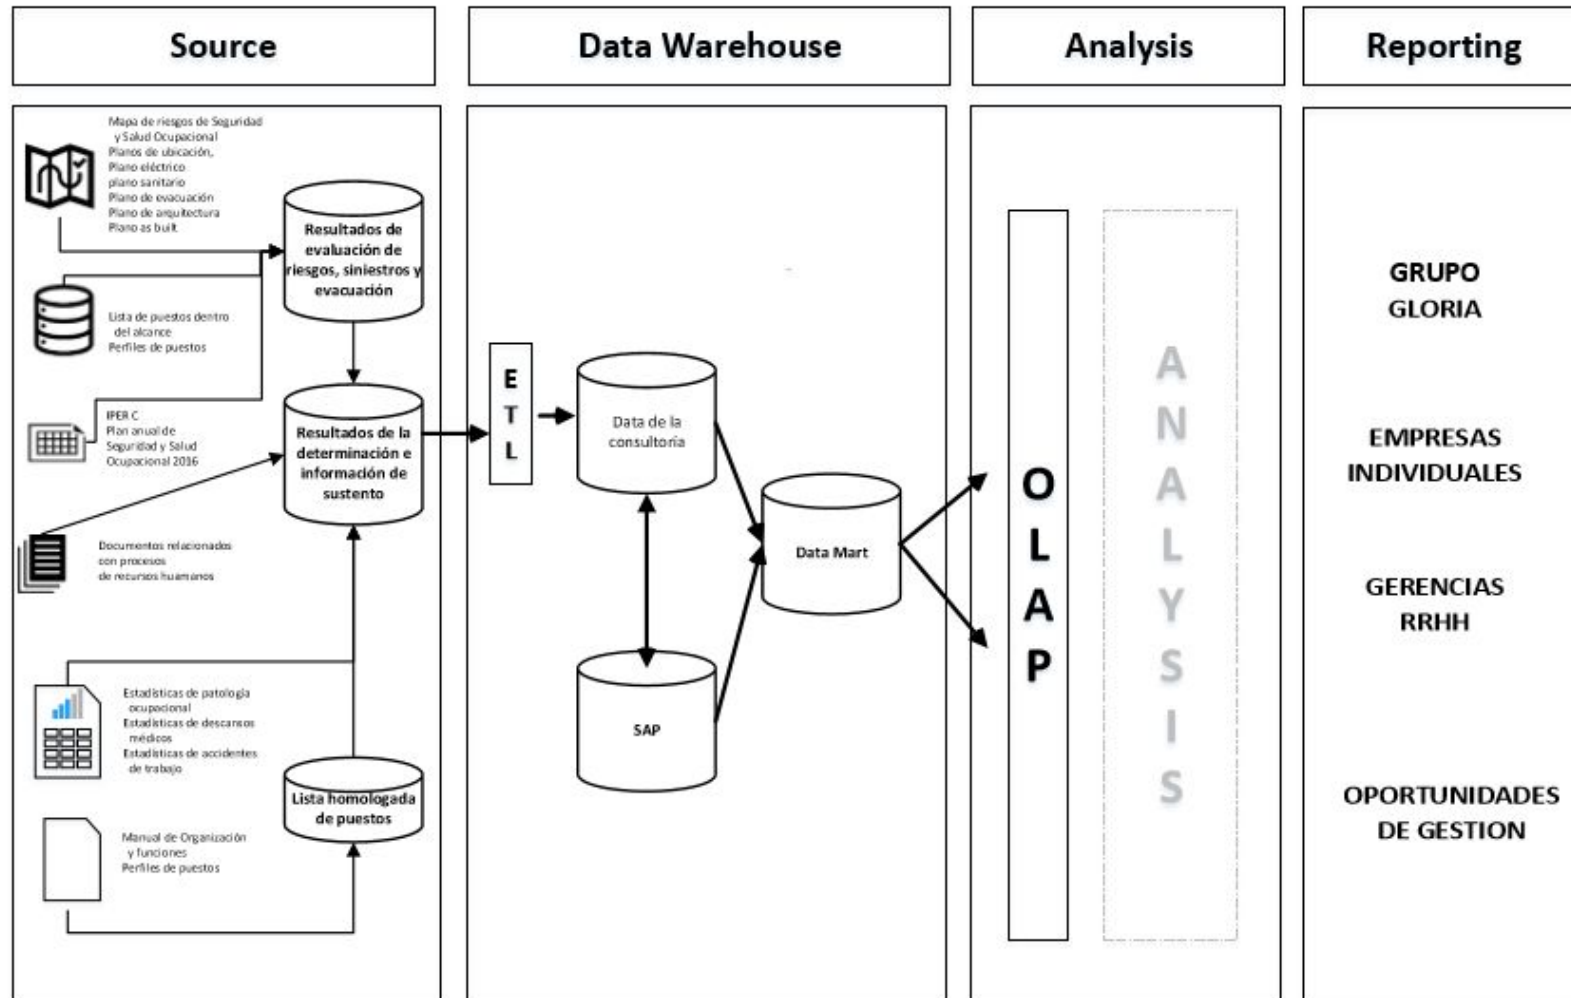 Source
Data Warehouse
Analysis
Reporting
Mapa de riesgos de Seguridad
y Salud Ocupacional
Planos de ubicación,
Plano eléctrico
plano sanitario
Plano de evacuación
Plano de arquitectura
Plano as built
Resultados de
evaluación de
riesgos, siniestros y
evacuación
Lista de puestos dentro
del alcance
Perfiles de puestos
IPER C
Plan anual de
Seguridad y Salud
Ocupacional 2016
Resultados de la
determinación e
información de
sustento
Documentos relacionados
con procesos
de recursos huamanos
Estadísticas de patología
ocupacional
Estadísticas de descansos
médicos
Estadísticas de accidentes
de trabajo
Lista homologada
de puestos
Manual de Organización
y funciones
Perfiles de puestos
E
T
L
Data de la
consultoría
SAP
Data Mart
O
L
A
P
A
N
A
L
Y
S
I
S
GRUPO
GLORIA
EMPRESAS
INDIVIDUALES
GERENCIAS
RRHH
OPORTUNIDADES
DE GESTION